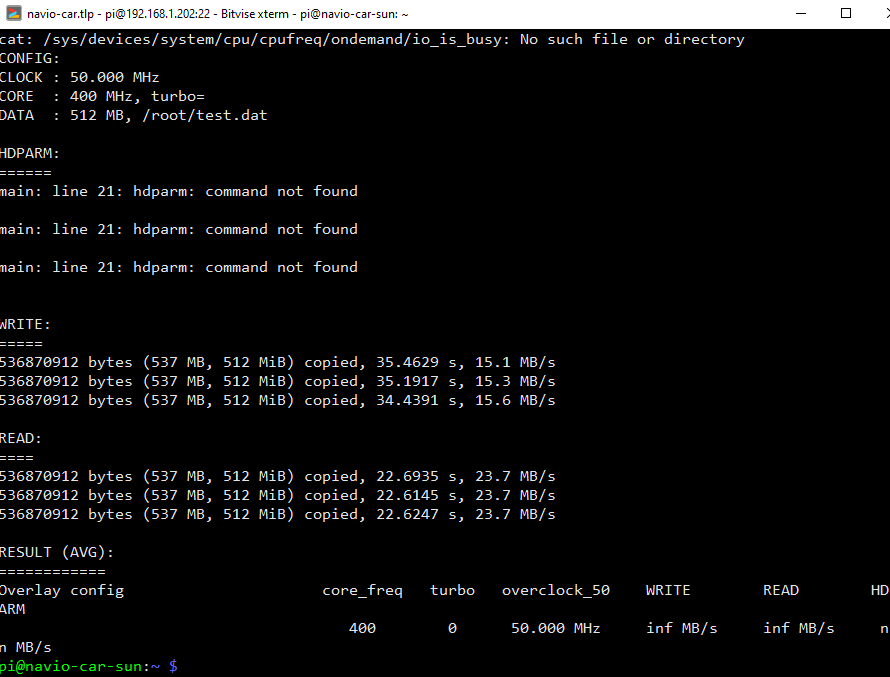 navio-car.tlp - pi@192.168.1.202:22 - Bitvise xterm - pi@navio-car-sun: ~
cat: /sys/devices/system/cpu/cpufreq/ondemand/io_is_busy: No such file or directory
CONFIG:
CLOCK : 50.000 MHz
CORE  : 400 MHz, turbo=
DATA  : 512 MB, /root/test.dat
HDPARM:
======
main: line 21: hdparm: command not found
main: line 21: hdparm: command not found
main: line 21: hdparm: command not found
WRITE:
=====
536870912 bytes (537 MB, 512 MiB) copied, 35.4629 s, 15.1 MB/s
536870912 bytes (537 MB, 512 MiB) copied, 35.1917 s, 15.3 MB/s
536870912 bytes (537 MB, 512 MiB) copied, 34.4391 s, 15.6 MB/s
READ:
====
536870912 bytes (537 MB, 512 MiB) copied, 22.6935 s, 23.7 MB/s
536870912 bytes (537 MB, 512 MiB) copied, 22.6145 s, 23.7 MB/s
536870912 bytes (537 MB, 512 MiB) copied, 22.6247 s, 23.7 MB/s
RESULT (AVG):
============
Overlay config                      core_freq   turbo   overclock_50    WRITE        READ        HD
ARM
                                       400        0      50.000 MHz     inf MB/s     inf MB/s     n
n MB/s
pi@navio-car-sun:~ $